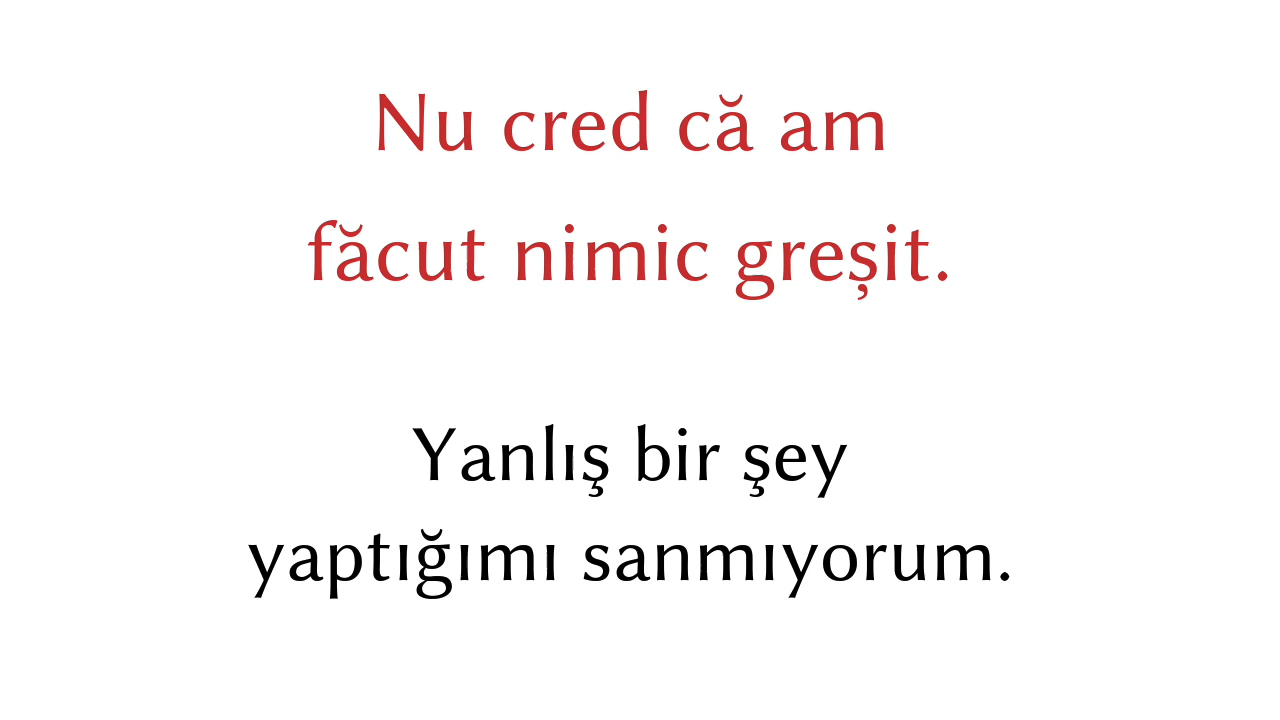 Nu cred că am
făcut nimic greșit.
Yanlış bir şey
yaptığımı sanmıyorum.